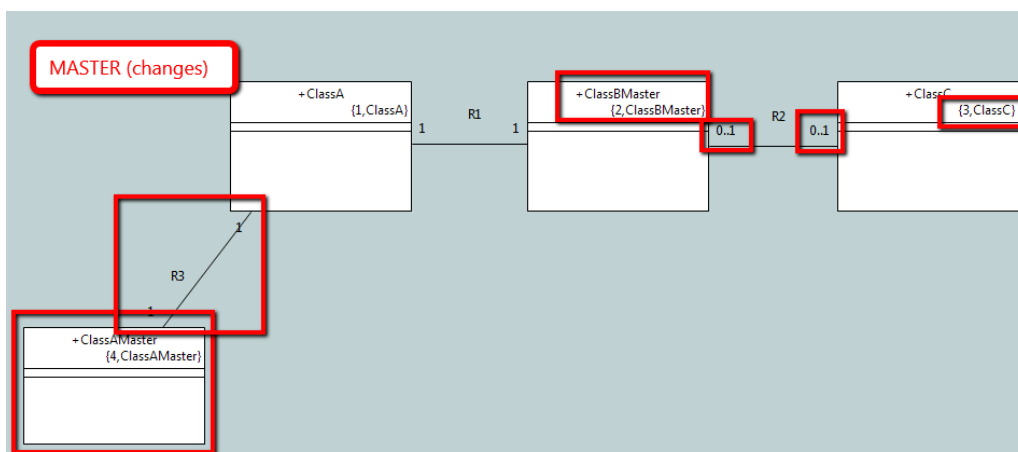 MASTER (changes)
+ClassA
{1,ClassA}
1
R1
1
+ClassBMaster
{2,ClassBMaster}
0..1
R2
0..1
+ClassC
{3,ClassC}
1
R3
1
+ClassAMaster
{4,ClassAMaster}